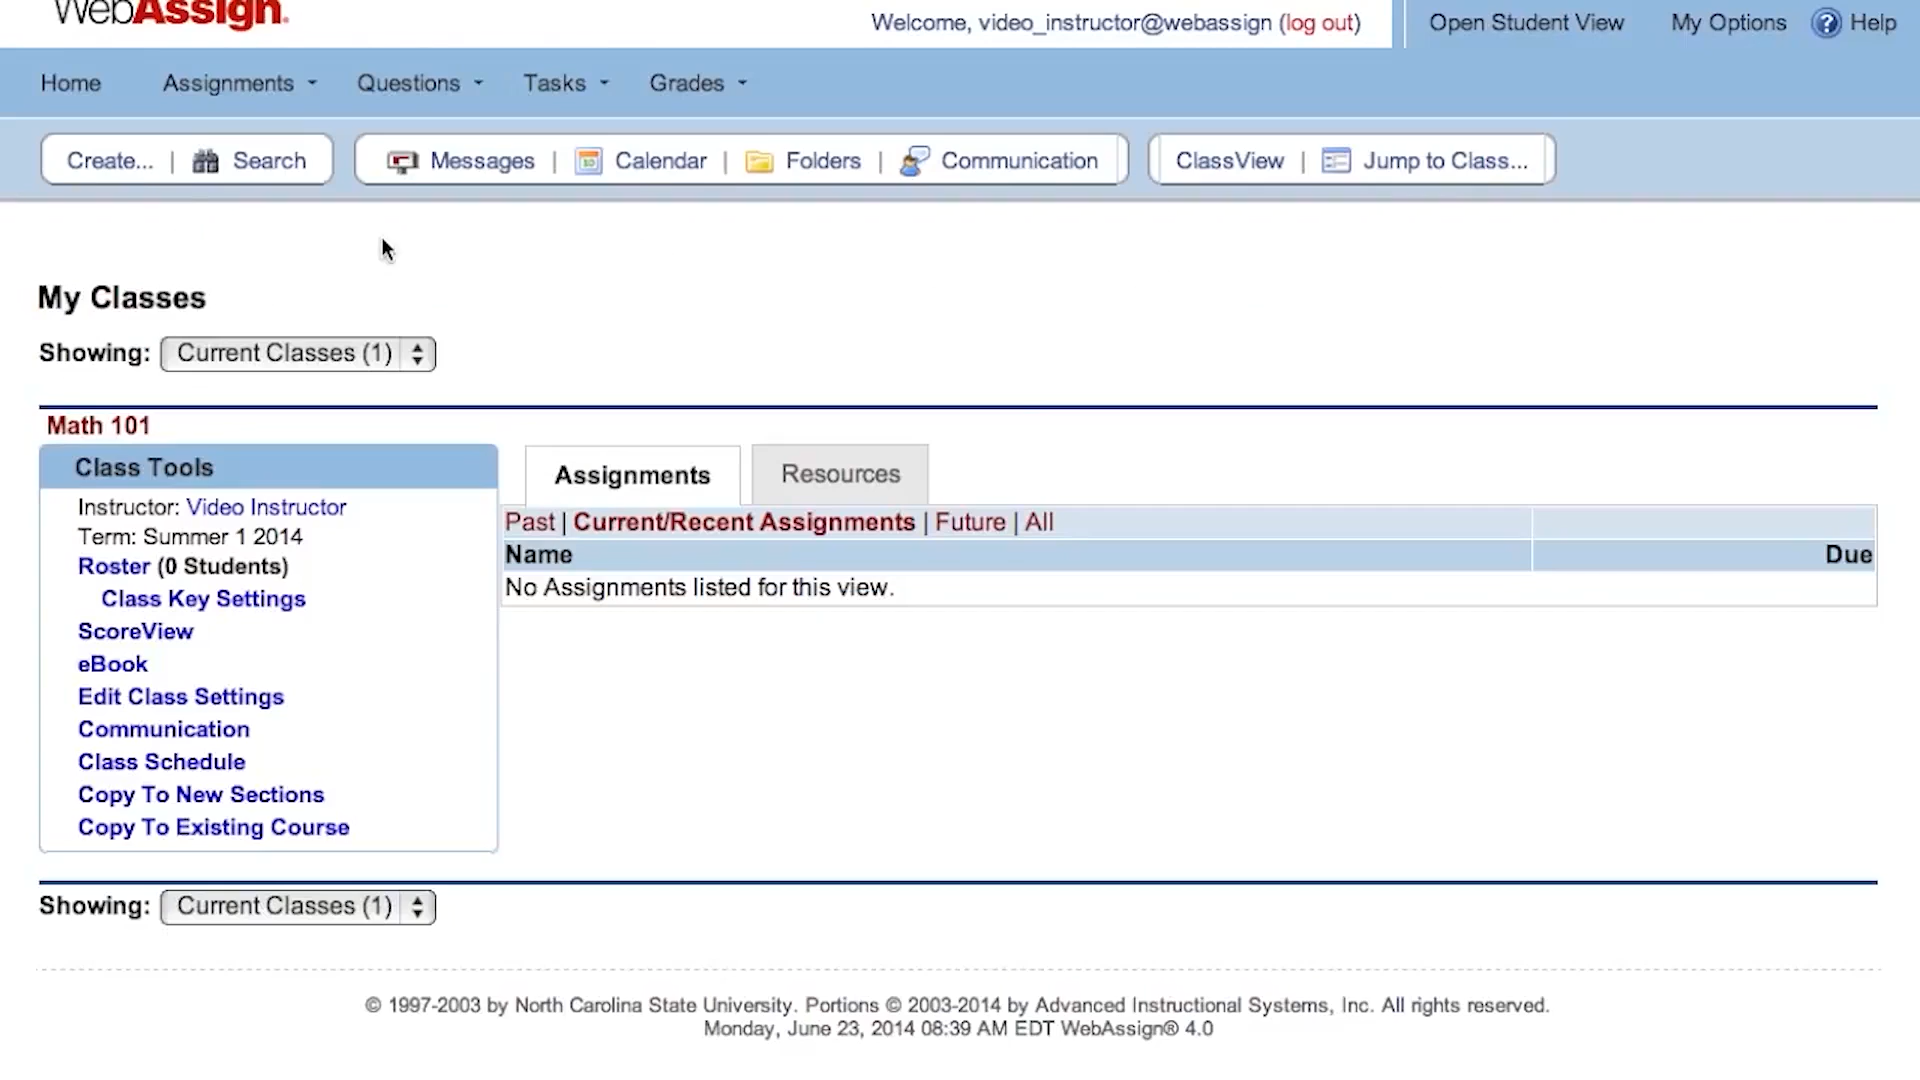 WebAssign.
Welcome, video_instructor@webassign (log out)
Open Student View
My Options
Help
Home
Assignments
Questions
Tasks
Grades
Create... | Search
Messages | Calendar | Folders | Communication
ClassView | Jump to Class...
My Classes
Showing: Current Classes (1)
Math 101
Class Tools
Instructor: Video Instructor
Term: Summer 1 2014
Roster (0 Students)
Class Key Settings
ScoreView
eBook
Edit Class Settings
Communication
Class Schedule
Copy To New Sections
Copy To Existing Course
Assignments
Resources
Past | Current/Recent Assignments | Future | All
Name Due
No Assignments listed for this view.
Showing: Current Classes (1)
© 1997-2003 by North Carolina State University. Portions © 2003-2014 by Advanced Instructional Systems, Inc. All rights reserved.
Monday, June 23, 2014 08:39 AM EDT WebAssign® 4.0